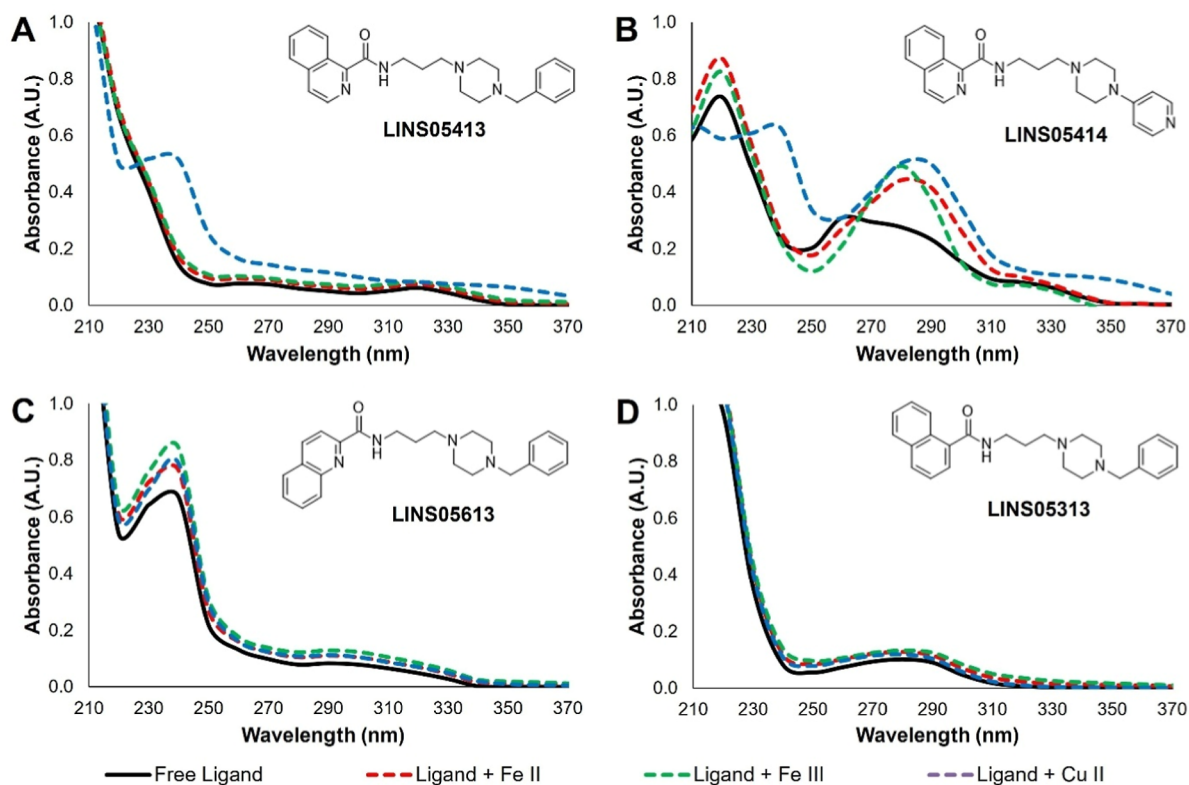 A
Absorbance (A.U.)
1.0
0.8
0.6
0.4
0.2
0.0
O
N
N
H
N
N
LINS05413
210 230 250 270 290 310 330 350 370
Wavelength (nm)
B
Absorbance (A.U.)
1.0
0.8
0.6
0.4
0.2
0.0
O
N
N
H
N
N
N
LINS05414
210 230 250 270 290 310 330 350 370
Wavelength (nm)
C
Absorbance (A.U.)
1.0
0.8
0.6
0.4
0.2
0.0
O
N
N
H
N
N
LINS05613
210 230 250 270 290 310 330 350 370
Wavelength (nm)
D
Absorbance (A.U.)
1.0
0.8
0.6
0.4
0.2
0.0
O
N
H
N
N
LINS05313
210 230 250 270 290 310 330 350 370
Wavelength (nm)
Free Ligand Ligand + Fe II Ligand + Fe III Ligand + Cu II